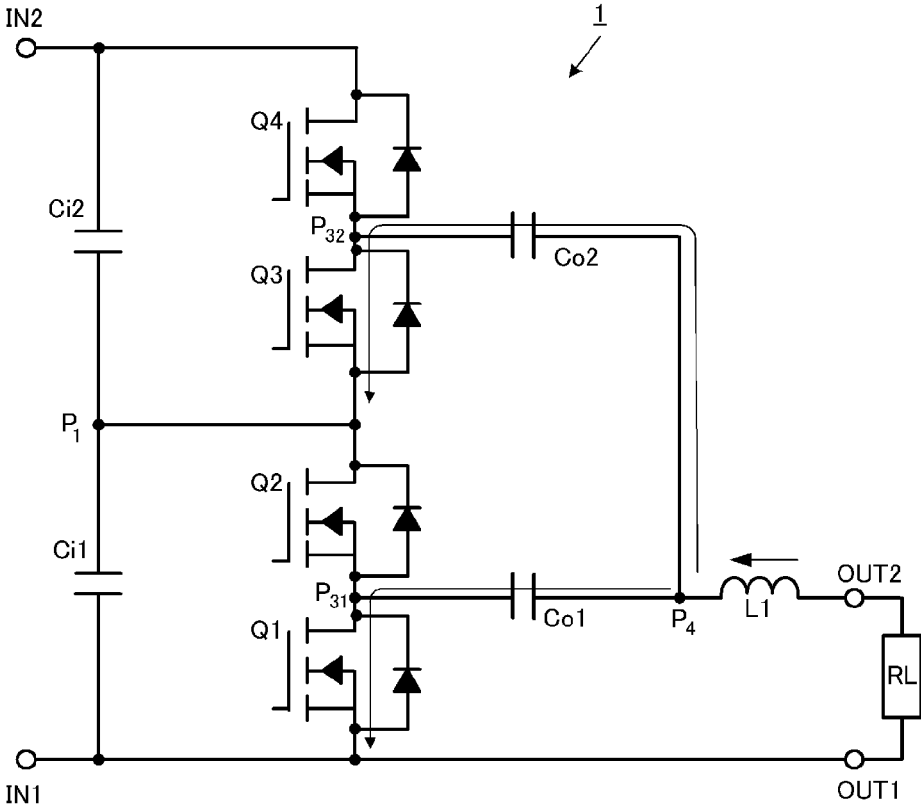 IN2
1
Q4
Ci2
P32
Co2
Q3
P1
Q2
Ci1
P31
OUT2
Co1
P4
L1
Q1
RL
IN1
OUT1